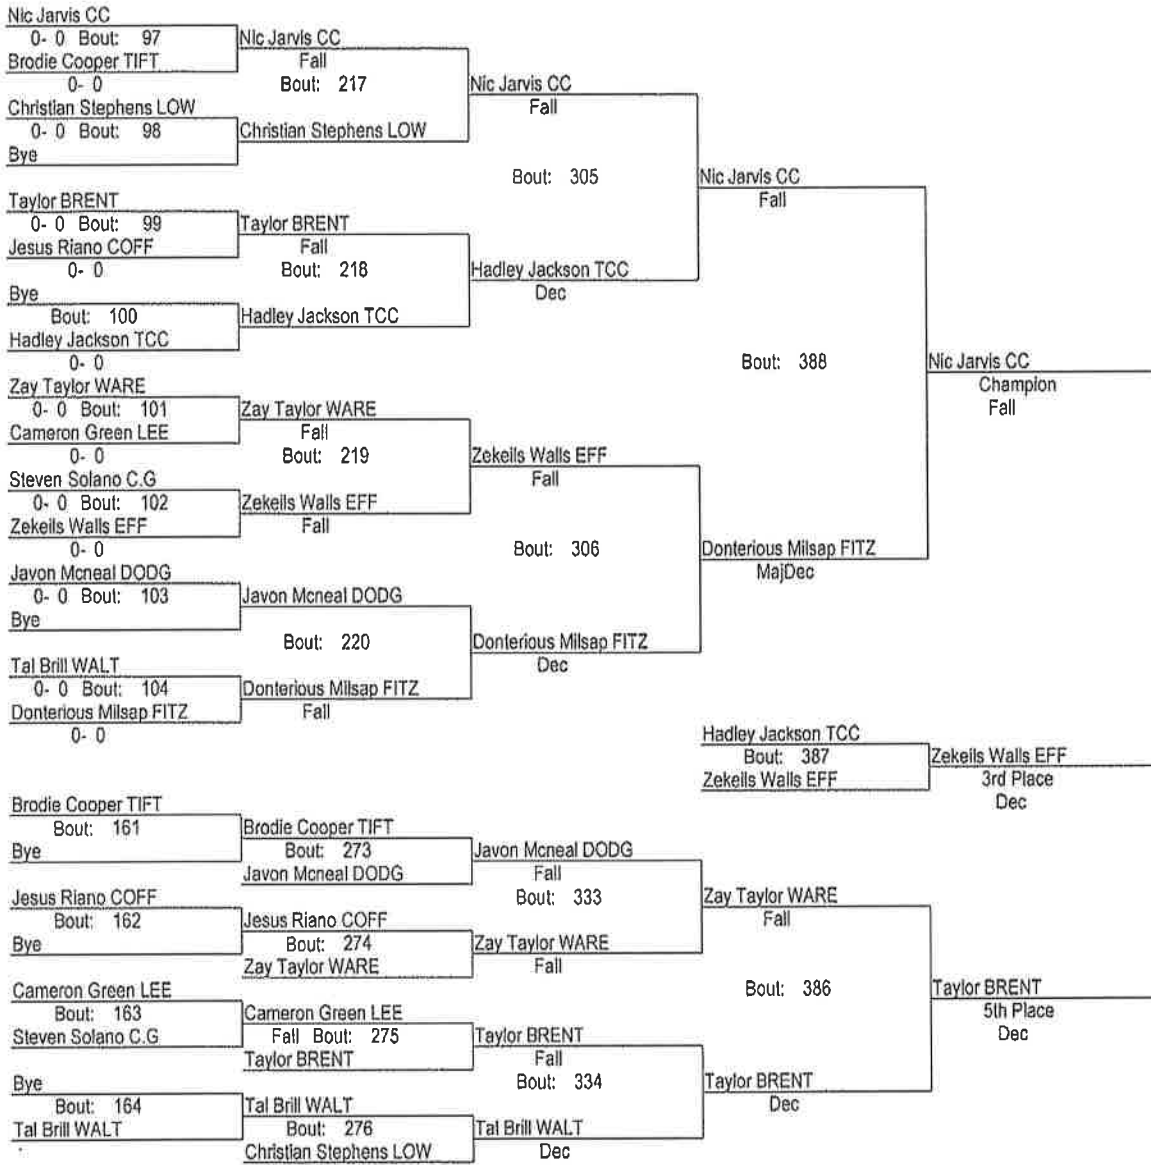 Nic Jarvis CC
0- 0 Bout: 97
Brodie Cooper TIFT
0- 0
Christian Stephens LOW
0- 0 Bout: 98
Bye
Taylor BRENT
0- 0 Bout: 99
Jesus Riano COFF
0- 0
Bye
Bout: 100
Hadley Jackson TCC
0- 0
Zay Taylor WARE
0- 0 Bout: 101
Cameron Green LEE
0- 0
Steven Solano C.G
0- 0 Bout: 102
Zekeils Walls EFF
0- 0
Javon Mcneal DODG
0- 0 Bout: 103
Bye
Tal Brill WALT
0- 0 Bout: 104
Donterious Milsap FITZ
0- 0
Nic Jarvis CC
Fall
Bout: 217
Christian Stephens LOW
Taylor BRENT
Fall
Bout: 218
Hadley Jackson TCC
Zay Taylor WARE
Fall
Bout: 219
Zekeils Walls EFF
Fall
Javon Mcneal DODG
Bout: 220
Donterious Milsap FITZ
Fall
Nic Jarvis CC
Fall
Bout: 305
Hadley Jackson TCC
Dec
Zekeils Walls EFF
Fall
Bout: 306
Donterious Milsap FITZ
Dec
Nic Jarvis CC
Fall
Bout: 388
Donterious Milsap FITZ
MajDec
Nic Jarvis CC
Champion
Fall
Hadley Jackson TCC
Bout: 387
Zekeils Walls EFF
Zekeils Walls EFF
3rd Place
Dec
Brodie Cooper TIFT
Bout: 161
Bye
Jesus Riano COFF
Bout: 162
Bye
Cameron Green LEE
Bout: 163
Steven Solano C.G
Bye
Bout: 164
Tal Brill WALT
Brodie Cooper TIFT
Bout: 273
Javon Mcneal DODG
Jesus Riano COFF
Bout: 274
Zay Taylor WARE
Cameron Green LEE
Fall Bout: 275
Taylor BRENT
Tal Brill WALT
Bout: 276
Christian Stephens LOW
Javon Mcneal DODG
Fall
Bout: 333
Zay Taylor WARE
Fall
Taylor BRENT
Fall
Bout: 334
Tal Brill WALT
Dec
Zay Taylor WARE
Fall
Bout: 386
Taylor BRENT
Dec
Taylor BRENT
5th Place
Dec